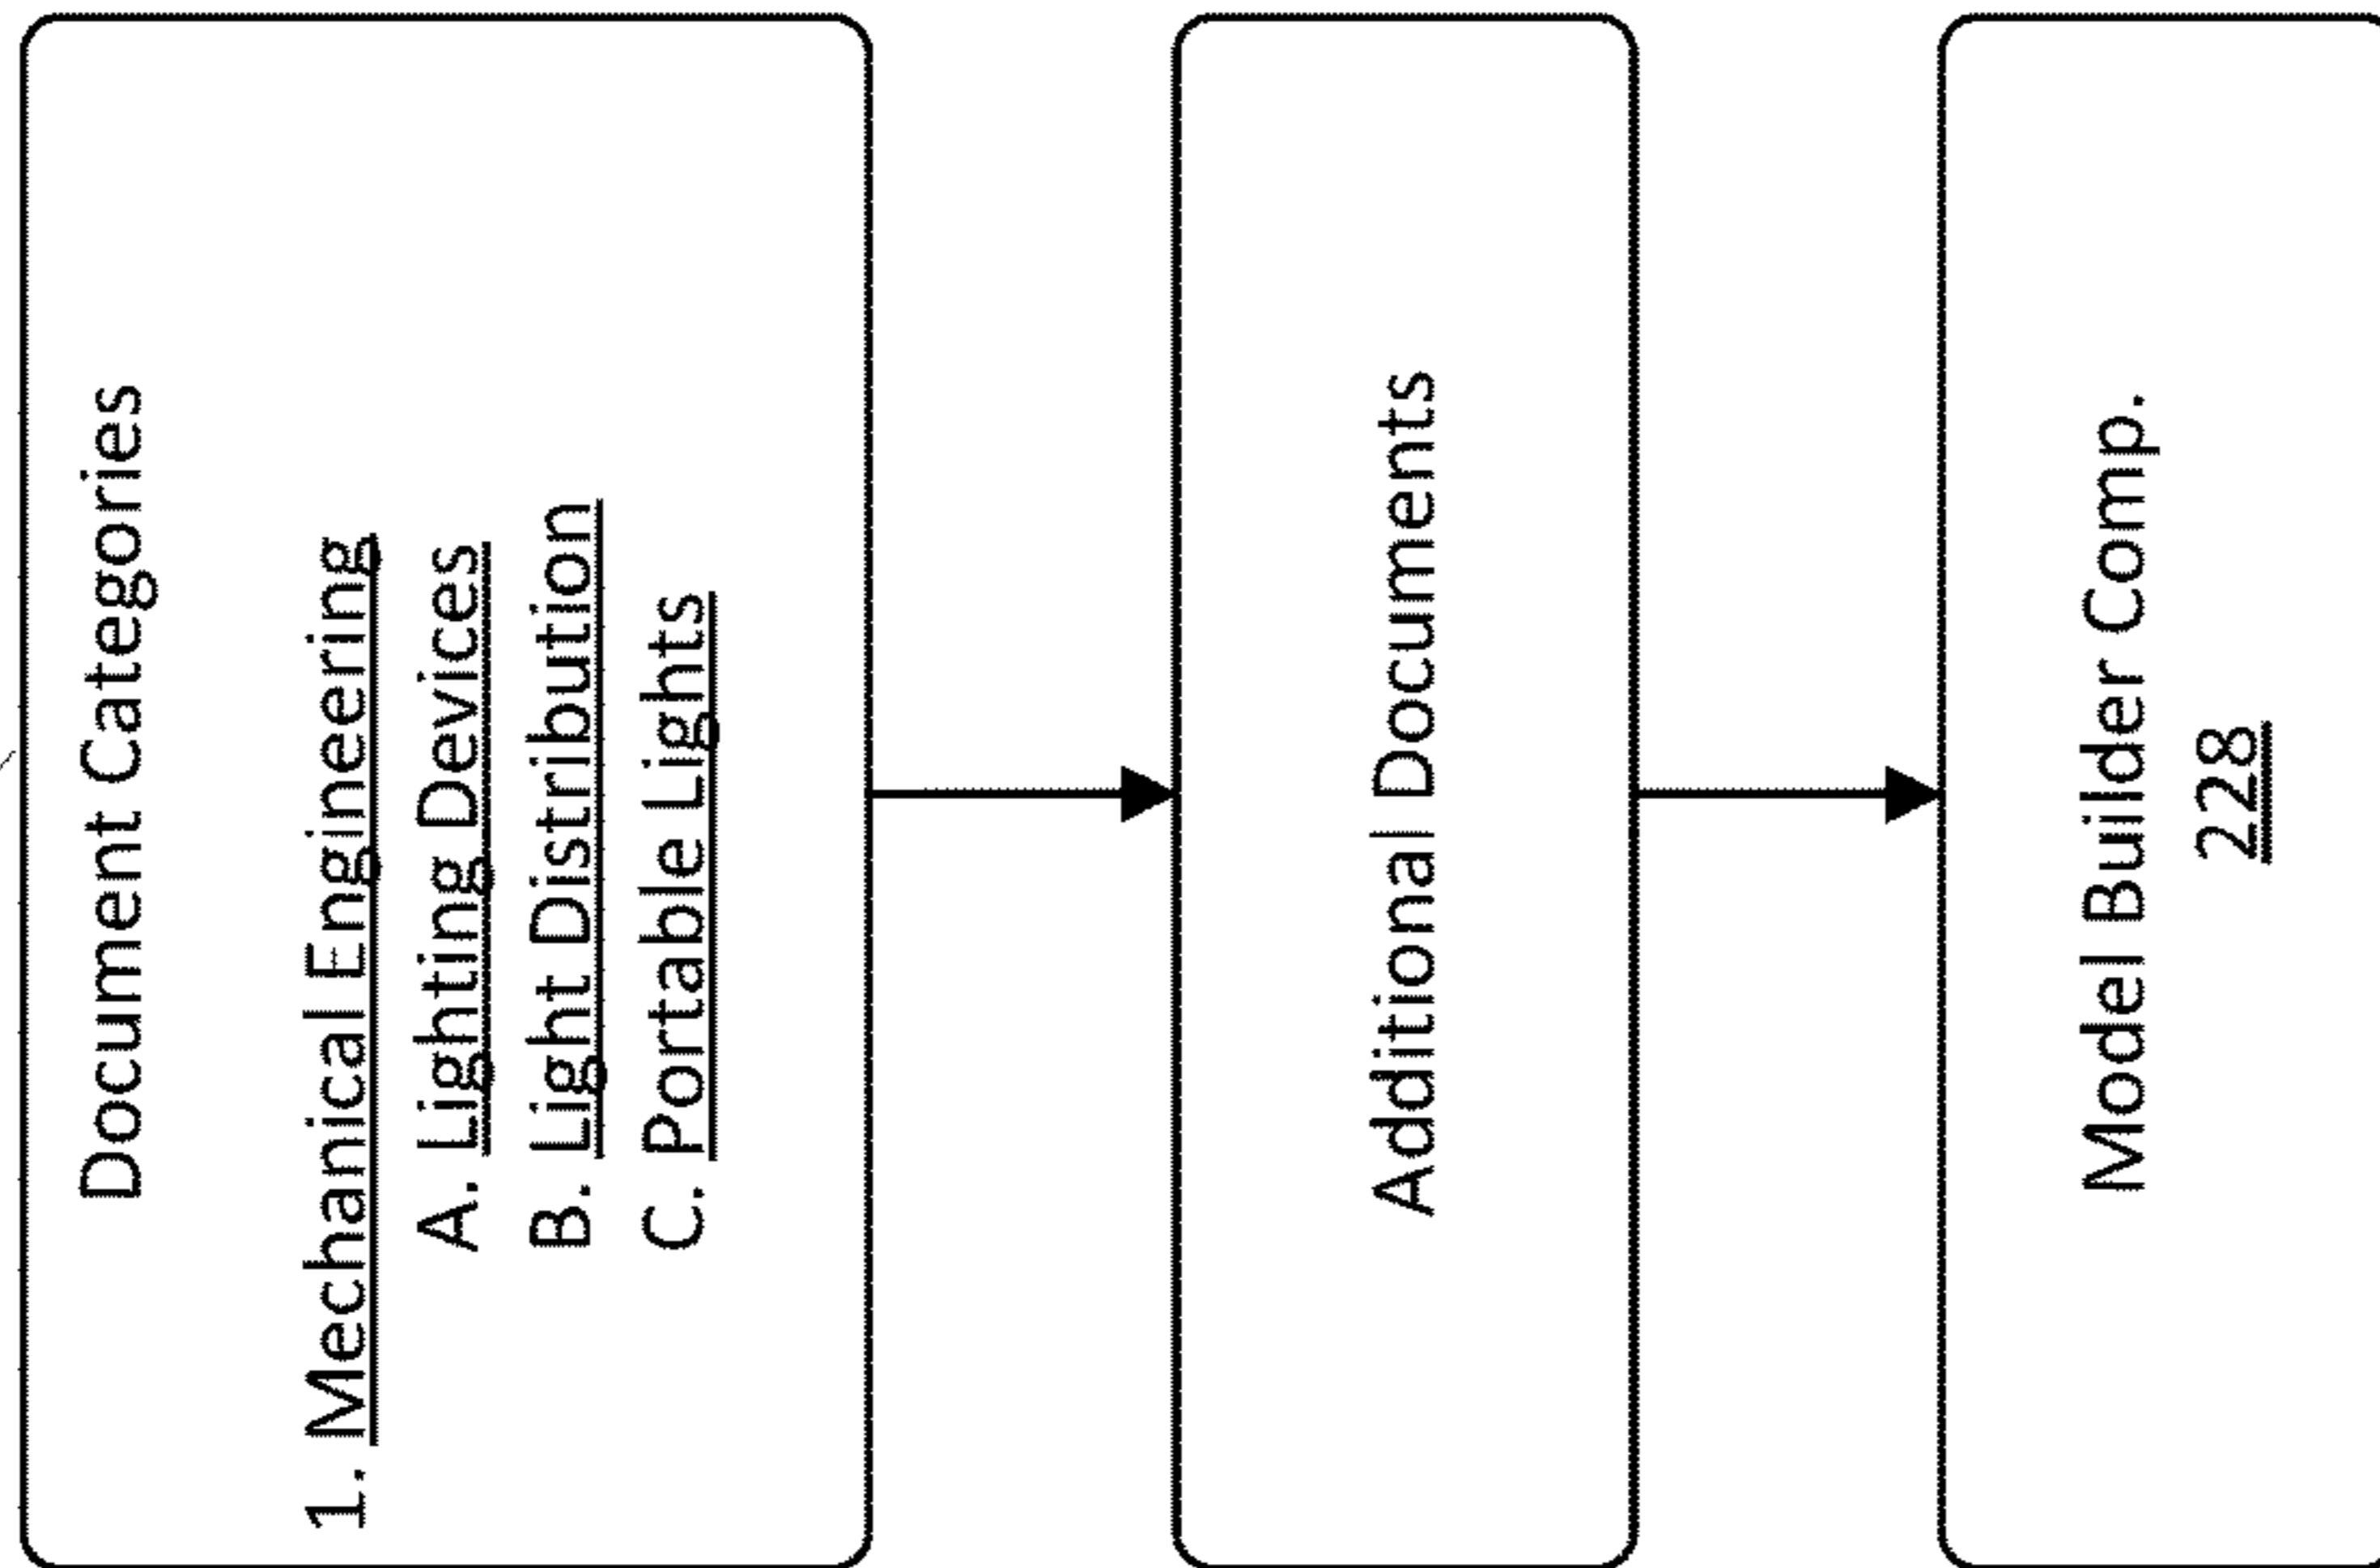 Document Categories
1. Mechanical Engineering
A. Lighting Devices
B. Light Distribution
C. Portable Lights
Additional Documents
Model Builder Comp.
228